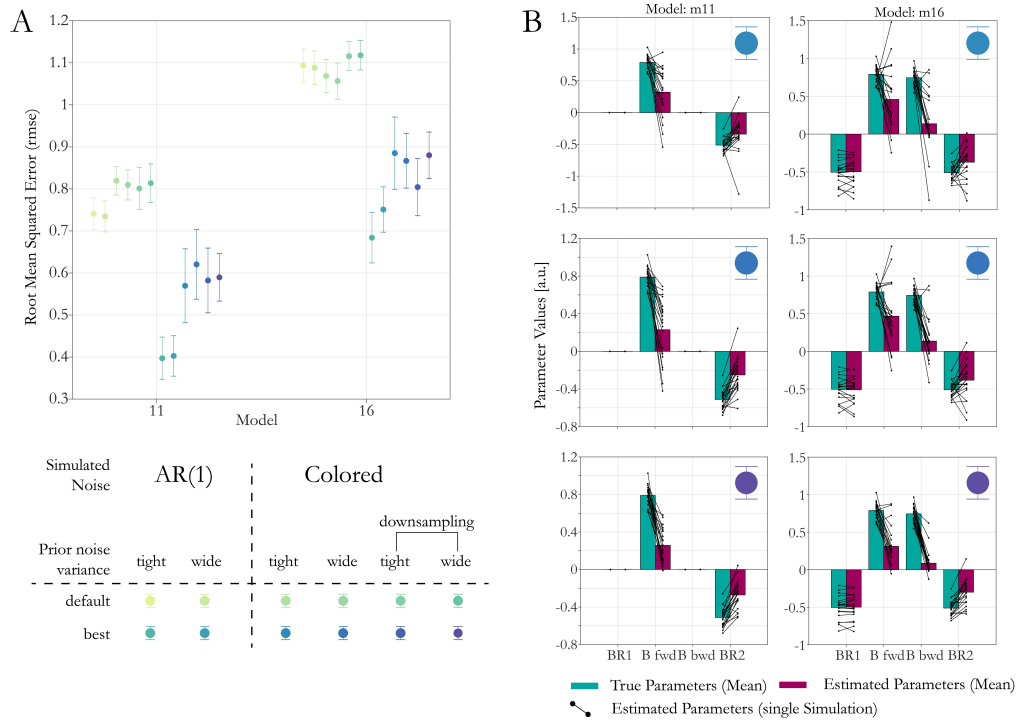 A
1.2
1.1
1
0.9
0.8
0.7
0.6
0.5
0.4
0.3
Root Mean Squared Error (rmse)
11
16
Model
Simulated
Noise
AR(1)
Colored
downsampling
Prior noise
variance
tight
wide
tight
wide
tight
wide
default
best
B
Model: m11
Model: m16
Parameter Values [a.u.]
1.5
1
0.5
0
-0.5
-1
-1.5
1.5
1
0.5
0
-0.5
-1
1.2
0.8
0.4
0
-0.4
-0.8
1.5
1
0.5
0
-0.5
-1
1.2
0.8
0.4
0
-0.4
-0.8
1.5
1
0.5
0
-0.5
-1
BR1
B fwd
B bwd
BR2
BR1
B fwd
B bwd
BR2
True Parameters (Mean)
Estimated Parameters (Mean)
Estimated Parameters (single Simulation)